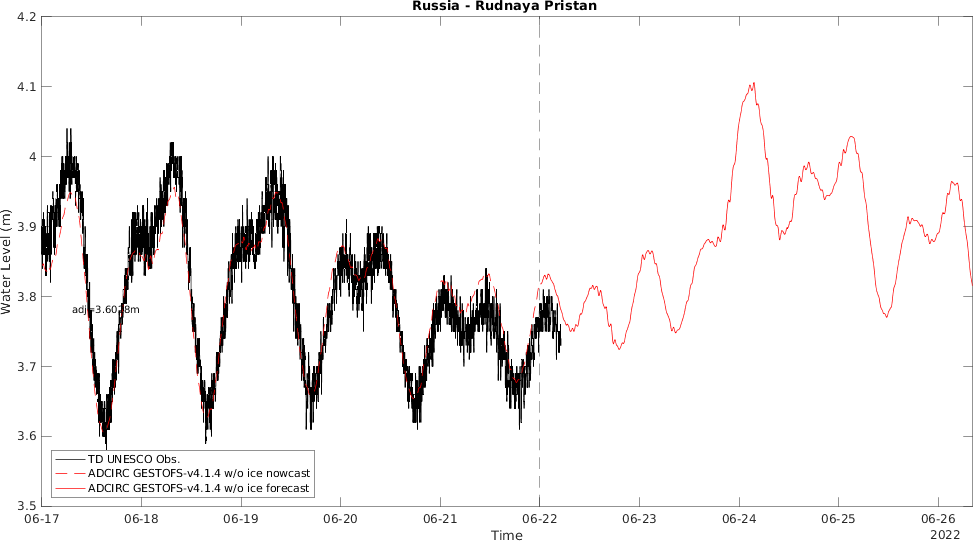 Russia - Rudnaya Pristan
4.2
4.1
4
3.9
3.8
3.7
3.6
3.5
Water Level (m)
adj=3.6028m
TD UNESCO Obs.
ADCIRC GESTOFS-v4.1.4 w/o ice nowcast
ADCIRC GESTOFS-v4.1.4 w/o ice forecast
06-17 06-18 06-19 06-20 06-21 06-22 06-23 06-24 06-25 06-26
Time
2022